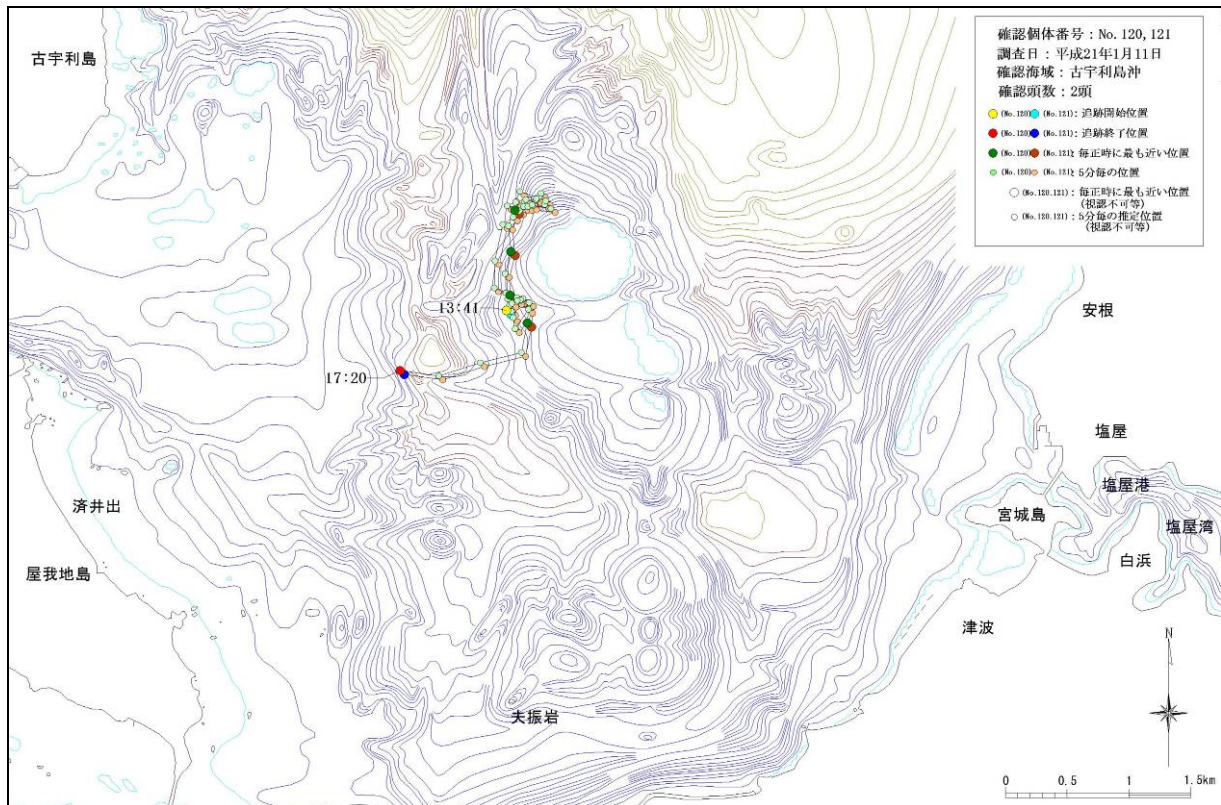 古宇利島
確認個体番号：No.120,121
調査日：平成21年1月11日
確認海域：古宇利島沖
確認頭数：2頭
(No.120) (No.121)：追跡開始位置
(No.120) (No.121)：追跡終了位置
(No.120) (No.121)：毎正時に最も近い位置
(No.120) (No.121)：5分毎の位置
(No.120.121)：毎正時に最も近い位置
(視認不可等)
(No.120.121)：5分毎の推定位置
(視認不可等)
13:41
安根
17:20
塩屋
塩屋港
済井出
宮城島
塩屋湾
白浜
屋我地島
津波
N
夫振岩
0 0.5 1 1.5km